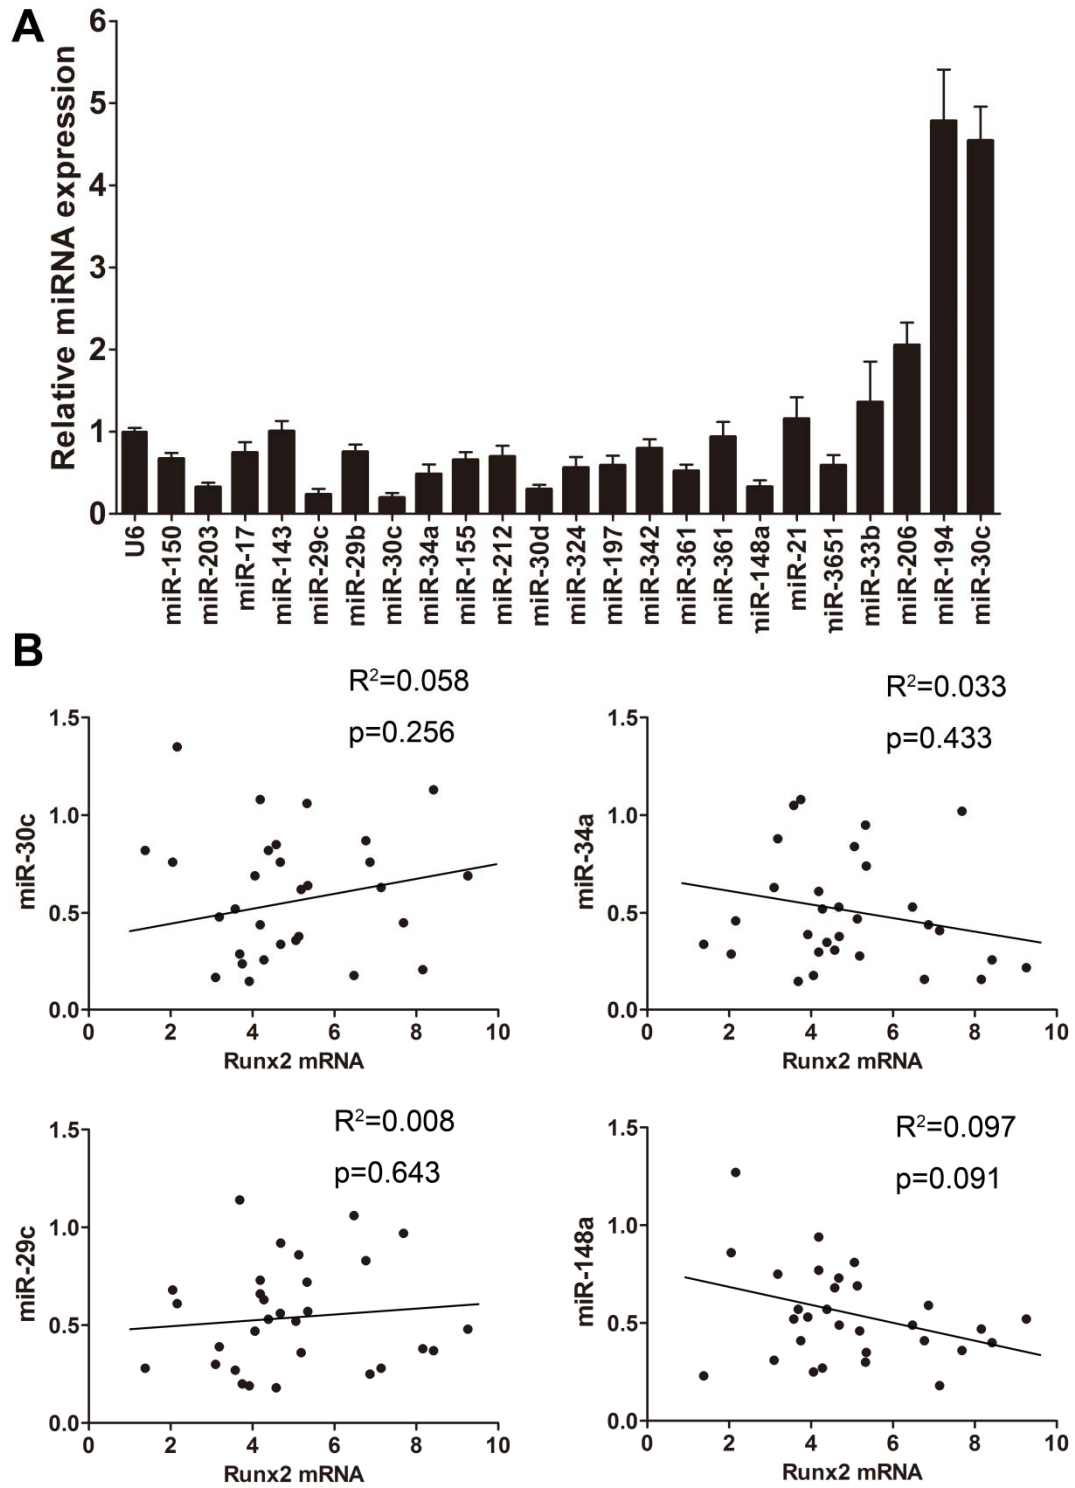 A
Relative miRNA expression
6
5
4
3
2
1
0
U6
miR-150
miR-203
miR-17
miR-143
miR-29c
miR-29b
miR-30c
miR-34a
miR-155
miR-212
miR-30d
miR-324
miR-197
miR-342
miR-361
miR-361
miR-148a
miR-21
miR-3651
miR-33b
miR-206
miR-194
miR-30c
B
R²=0.058
p=0.256
miR-30c
1.5
1.0
0.5
0.0
0 2 4 6 8 10
Runx2 mRNA
R²=0.033
p=0.433
miR-34a
1.5
1.0
0.5
0.0
0 2 4 6 8 10
Runx2 mRNA
R²=0.008
p=0.643
miR-29c
1.5
1.0
0.5
0.0
0 2 4 6 8 10
Runx2 mRNA
R²=0.097
p=0.091
miR-148a
1.5
1.0
0.5
0.0
0 2 4 6 8 10
Runx2 mRNA